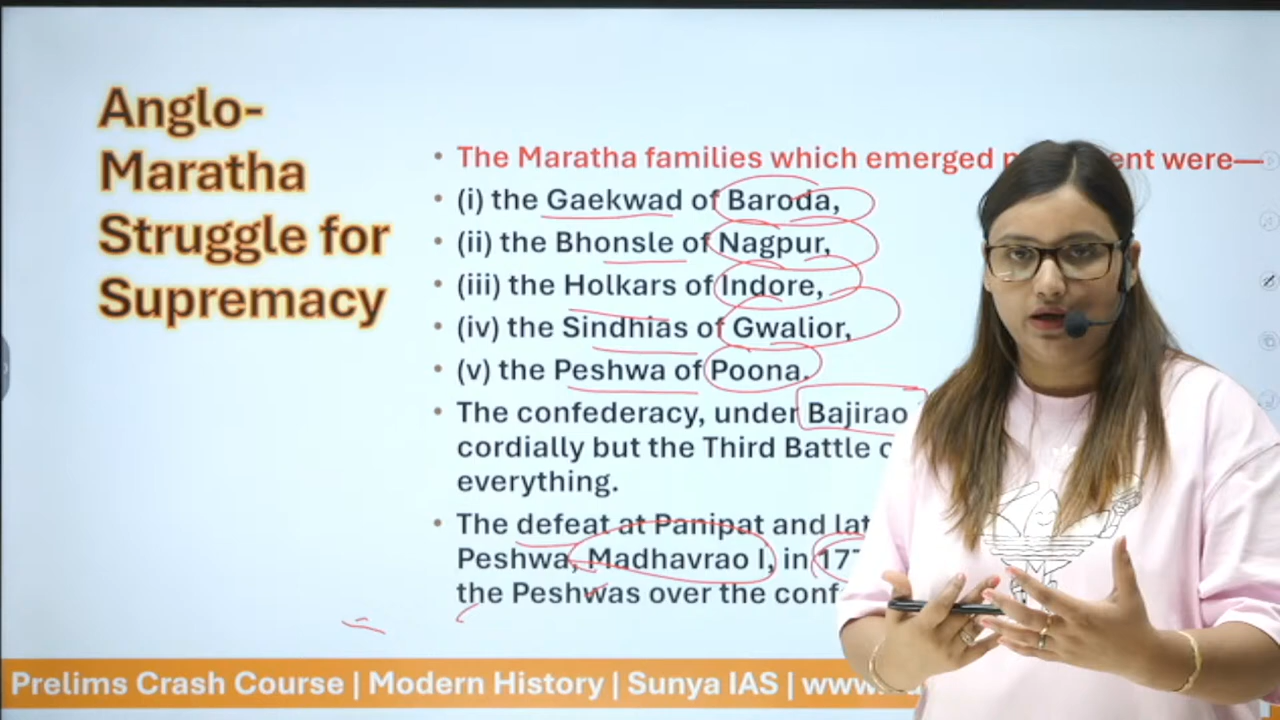 Anglo-
Maratha
Struggle for
Supremacy
• The Maratha families which emerged were—
• (i) the Gaekwad of Baroda,
• (ii) the Bhonsle of Nagpur,
• (iii) the Holkars of Indore,
• (iv) the Sindhias of Gwalior,
• (v) the Peshwa of Poona.
• The confederacy, under Bajirao
cordially but the Third Battle
everything.
• The defeat at Panipat and
Peshwa, Madhavrao I, in
the Peshwas over the
Prelims Crash Course | Modern History | Sunya IAS |